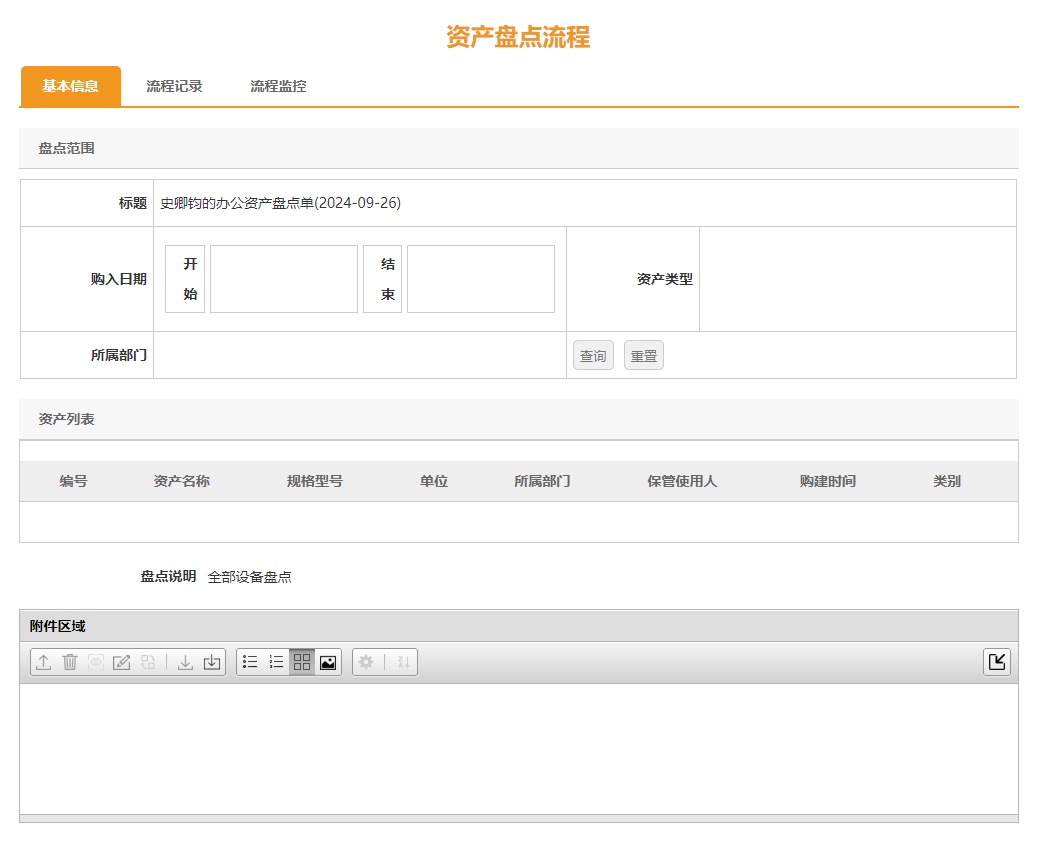 资产盘点流程
基本信息 流程记录 流程监控
盘点范围
标题 史卿钧的办公资产盘点单(2024-09-26)
购入日期 开始 结束 资产类型
所属部门 查询 重置
资产列表
编号 资产名称 规格型号 单位 所属部门 保管使用人 购建时间 类别
盘点说明 全部设备盘点
附件区域